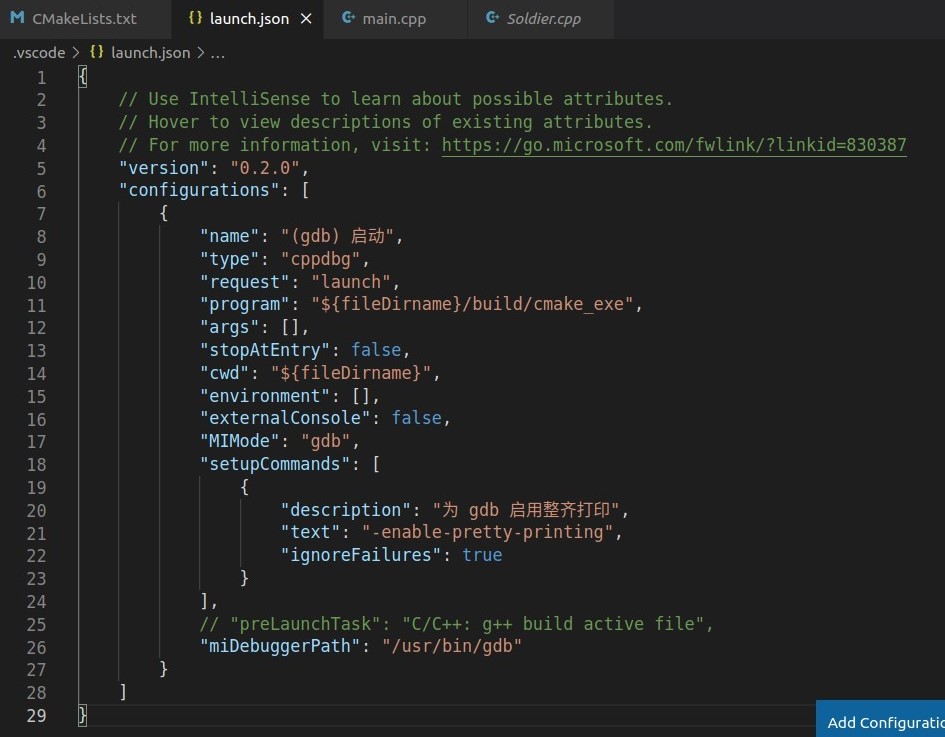 CMakeLists.txt launch.json × main.cpp Soldier.cpp
.vscode > {} launch.json > ...
1 {
2 // Use IntelliSense to learn about possible attributes.
3 // Hover to view descriptions of existing attributes.
4 // For more information, visit: https://go.microsoft.com/fwlink/?linkid=830387
5 "version": "0.2.0",
6 "configurations": [
7 {
8 "name": "(gdb) 启动",
9 "type": "cppdbg",
10 "request": "launch",
11 "program": "${fileDirname}/build/cmake_exe",
12 "args": [],
13 "stopAtEntry": false,
14 "cwd": "${fileDirname}",
15 "environment": [],
16 "externalConsole": false,
17 "MIMode": "gdb",
18 "setupCommands": [
19 {
20 "description": "为 gdb 启用整齐打印",
21 "text": "-enable-pretty-printing",
22 "ignoreFailures": true
23 }
24 ],
25 // "preLaunchTask": "C/C++: g++ build active file",
26 "miDebuggerPath": "/usr/bin/gdb"
27 }
28 ]
29 }
Add Configuratio